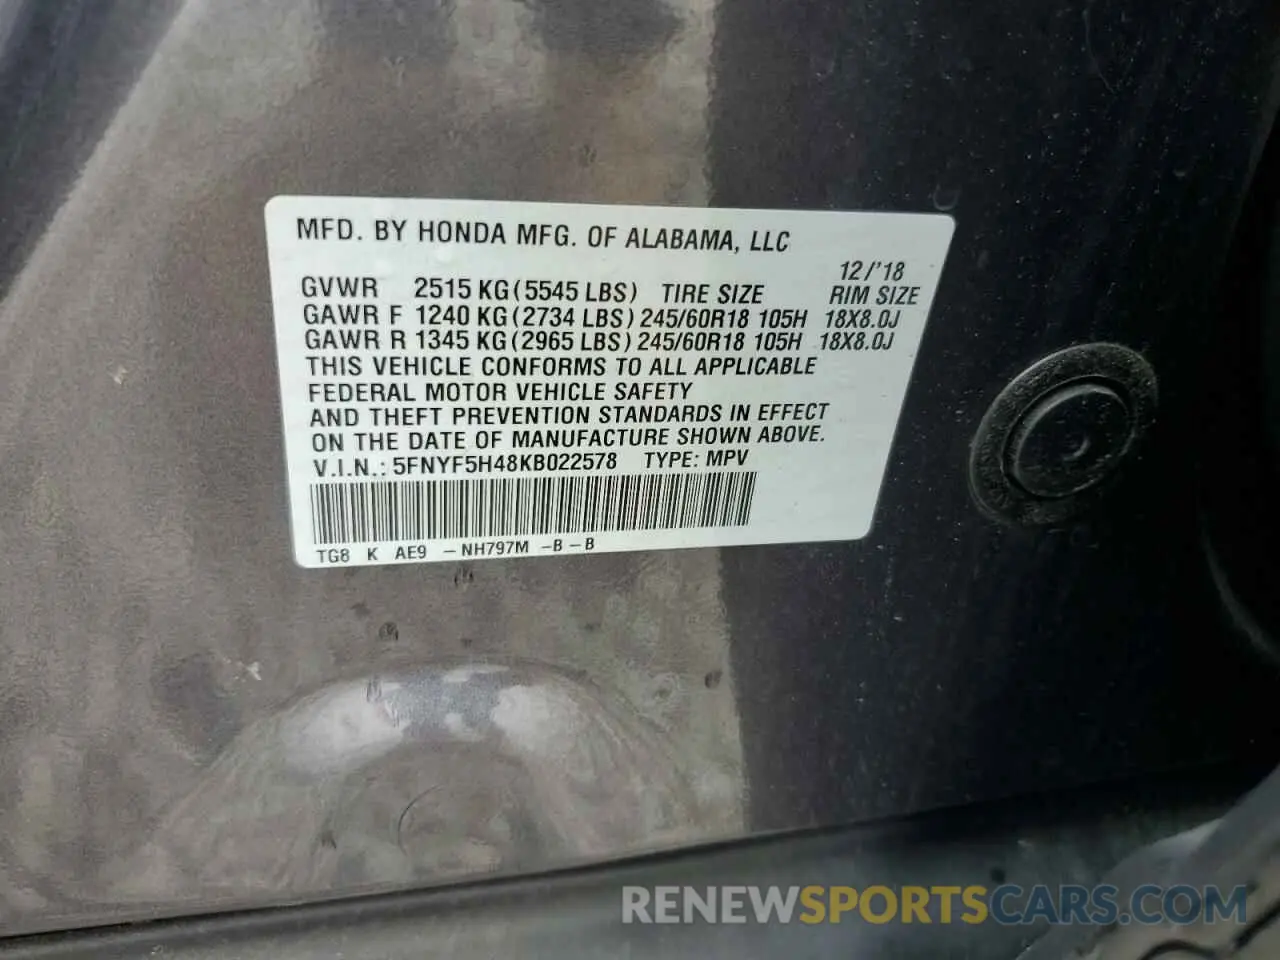 MFD. BY HONDA MFG. OF ALABAMA, LLC
12/'18
GVWR 2515 KG (5545 LBS) TIRE SIZE RIM SIZE
GAWR F 1240 KG (2734 LBS) 245/60R18 105H 18X8.0J
GAWR R 1345 KG (2965 LBS) 245/60R18 105H 18X8.0J
THIS VEHICLE CONFORMS TO ALL APPLICABLE
FEDERAL MOTOR VEHICLE SAFETY
AND THEFT PREVENTION STANDARDS IN EFFECT
ON THE DATE OF MANUFACTURE SHOWN ABOVE.
V.I.N.: 5FNYF5H48KB022578 TYPE: MPV
TG8 K AE9 -NH797M -B-B
RENEWSPORTSCARS.COM